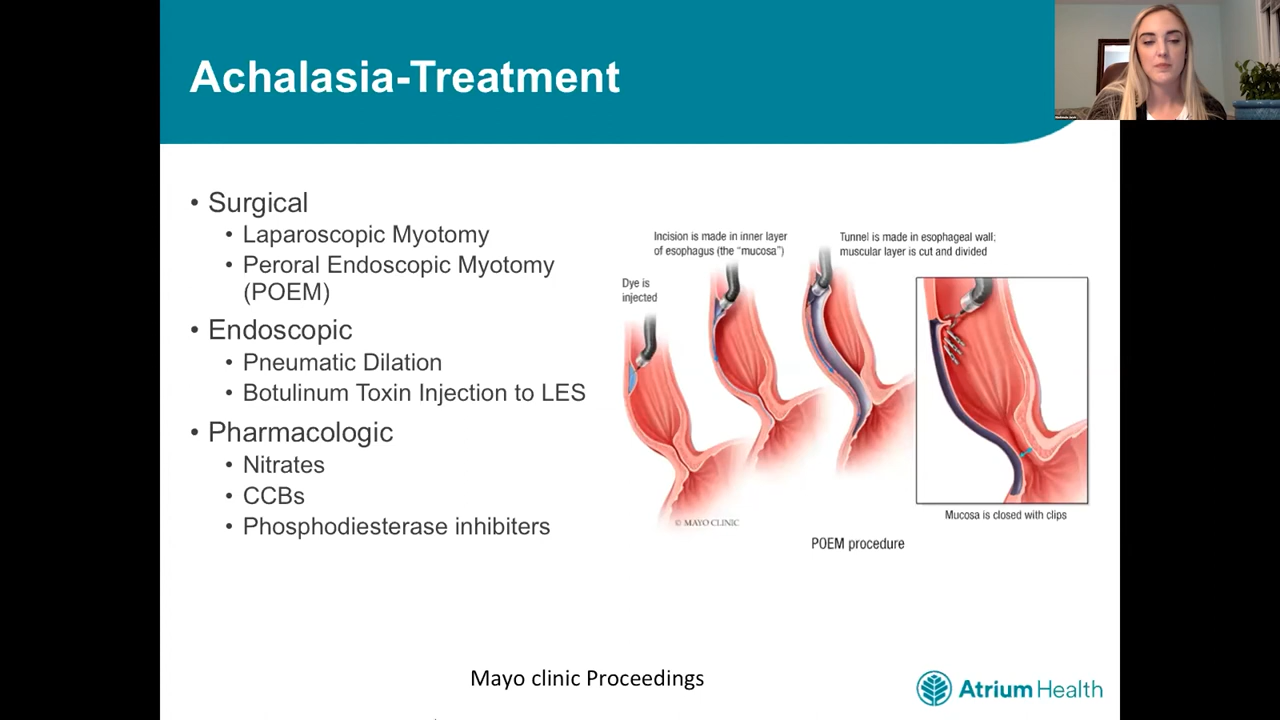 Achalasia-Treatment
• Surgical
• Laparoscopic Myotomy
• Peroral Endoscopic Myotomy
(POEM)
• Endoscopic
• Pneumatic Dilation
• Botulinum Toxin Injection to LES
• Pharmacologic
• Nitrates
• CCBs
• Phosphodiesterase inhibiters
Dye is
injected
Incision is made in inner layer
of esophagus (the “mucosa”)
Tunnel is made in esophageal wall;
muscular layer is cut and divided
Mucosa is closed with clips
© MAYO CLINIC
POEM procedure
Mayo clinic Proceedings
Atrium Health